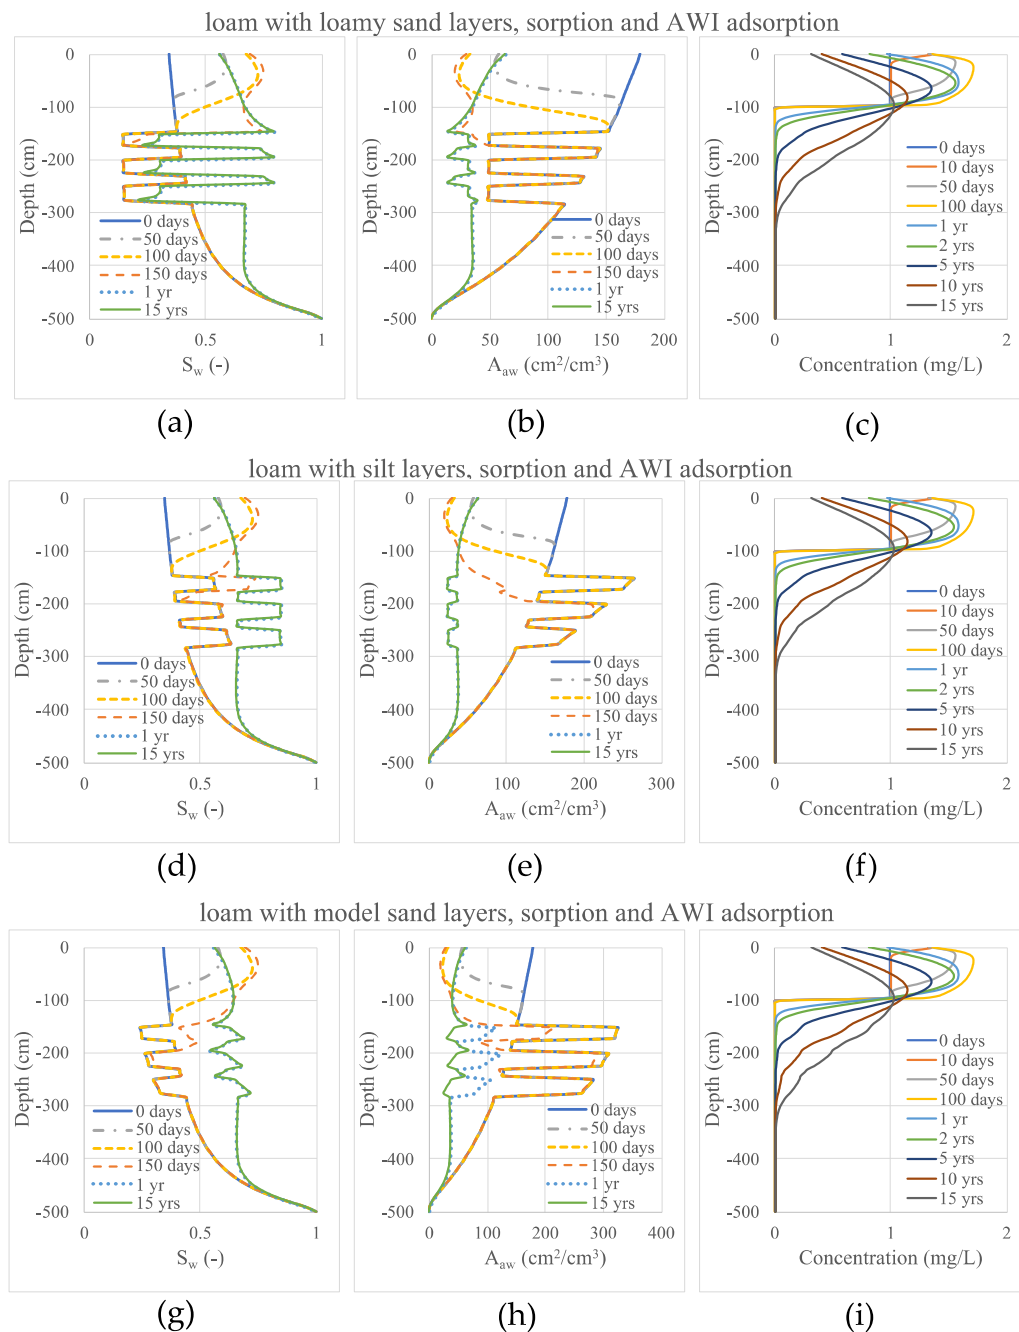 loam with loamy sand layers, sorption and AWI adsorption
0
-100
-200
-300
-400
-500
Depth (cm)
0 days
50 days
100 days
150 days
1 yr
15 yrs
0
0.5
1
S_w (-)
(a)
0
-100
-200
-300
-400
-500
Depth (cm)
0 days
50 days
100 days
150 days
1 yr
15 yrs
0
50
100
150
200
A_aw (cm²/cm³)
(b)
0
-100
-200
-300
-400
-500
Depth (cm)
0 days
10 days
50 days
100 days
1 yr
2 yrs
5 yrs
10 yrs
15 yrs
0
1
2
Concentration (mg/L)
(c)
loam with silt layers, sorption and AWI adsorption
0
-100
-200
-300
-400
-500
Depth (cm)
0 days
50 days
100 days
150 days
1 yr
15 yrs
0
0.5
1
S_w (-)
(d)
0
-100
-200
-300
-400
-500
Depth (cm)
0 days
50 days
100 days
150 days
1 yr
15 yrs
0
100
200
300
A_aw (cm²/cm³)
(e)
0
-100
-200
-300
-400
-500
Depth (cm)
0 days
10 days
50 days
100 days
1 yr
2 yrs
5 yrs
10 yrs
15 yrs
0
1
2
Concentration (mg/L)
(f)
loam with model sand layers, sorption and AWI adsorption
0
-100
-200
-300
-400
-500
Depth (cm)
0 days
50 days
100 days
150 days
1 yr
15 yrs
0
0.5
1
S_w (-)
(g)
0
-100
-200
-300
-400
-500
Depth (cm)
0 days
50 days
100 days
150 days
1 yr
15 yrs
0
100
200
300
400
A_aw (cm²/cm³)
(h)
0
-100
-200
-300
-400
-500
Depth (cm)
0 days
10 days
50 days
100 days
1 yr
2 yrs
5 yrs
10 yrs
15 yrs
0
1
2
Concentration (mg/L)
(i)